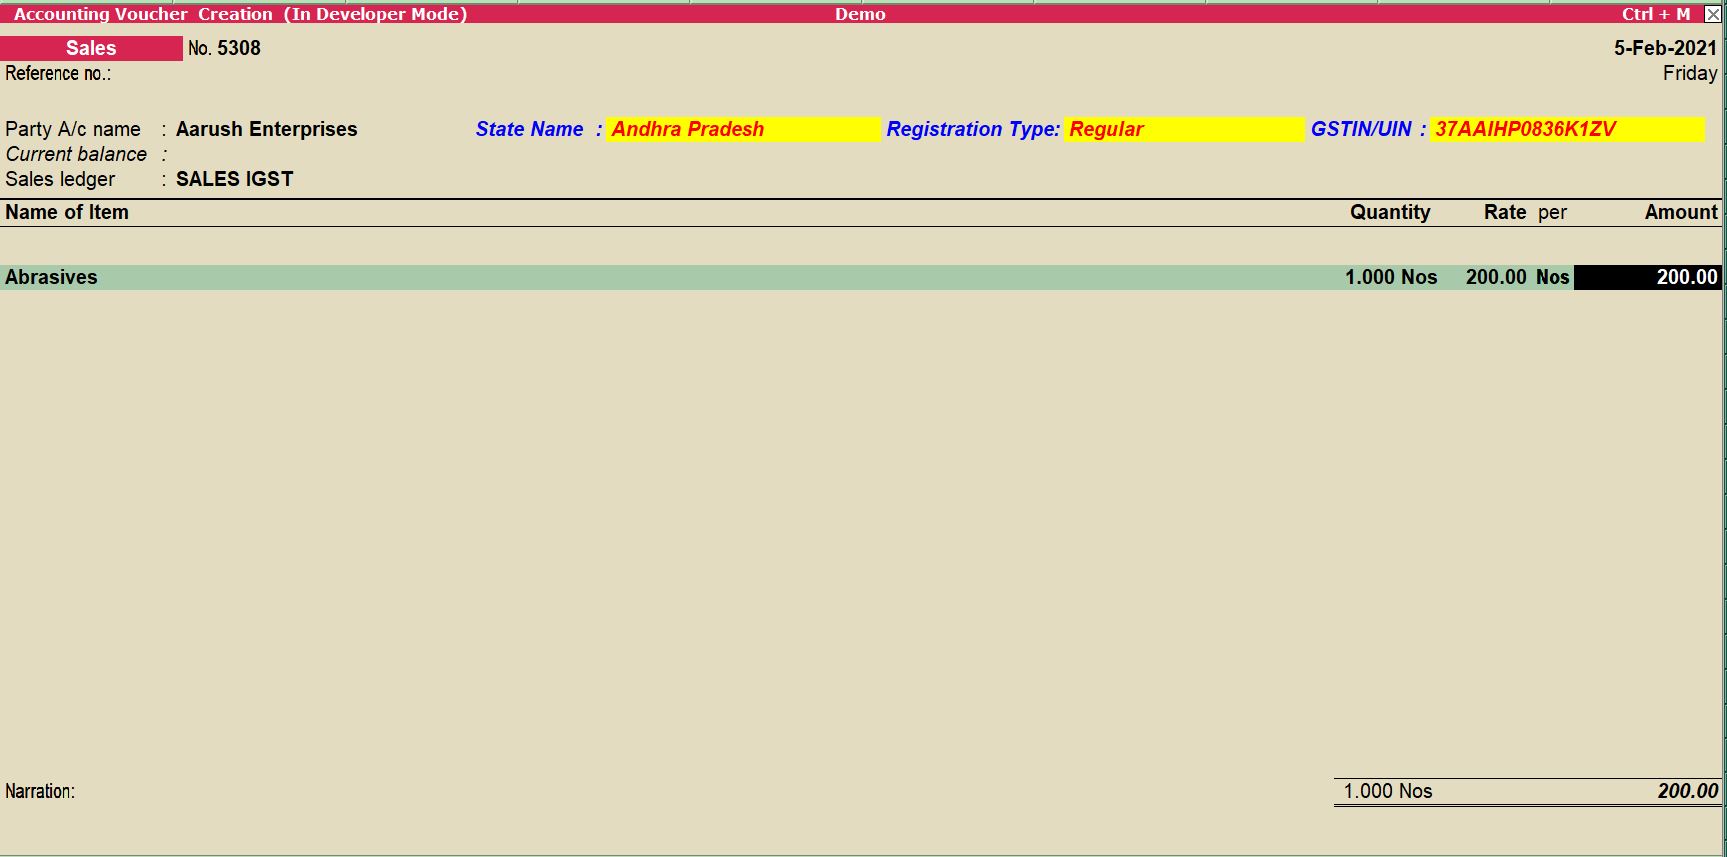 Accounting Voucher Creation (In Developer Mode) Demo Ctrl + M
Sales No. 5308 5-Feb-2021
Reference no.: Friday
Party A/c name : Aarush Enterprises State Name : Andhra Pradesh Registration Type: Regular GSTIN/UIN : 37AAIHP0836K1ZV
Current balance :
Sales ledger : SALES IGST
Name of Item Quantity Rate per Amount
Abrasives 1.000 Nos 200.00 Nos 200.00
Narration: 1.000 Nos 200.00